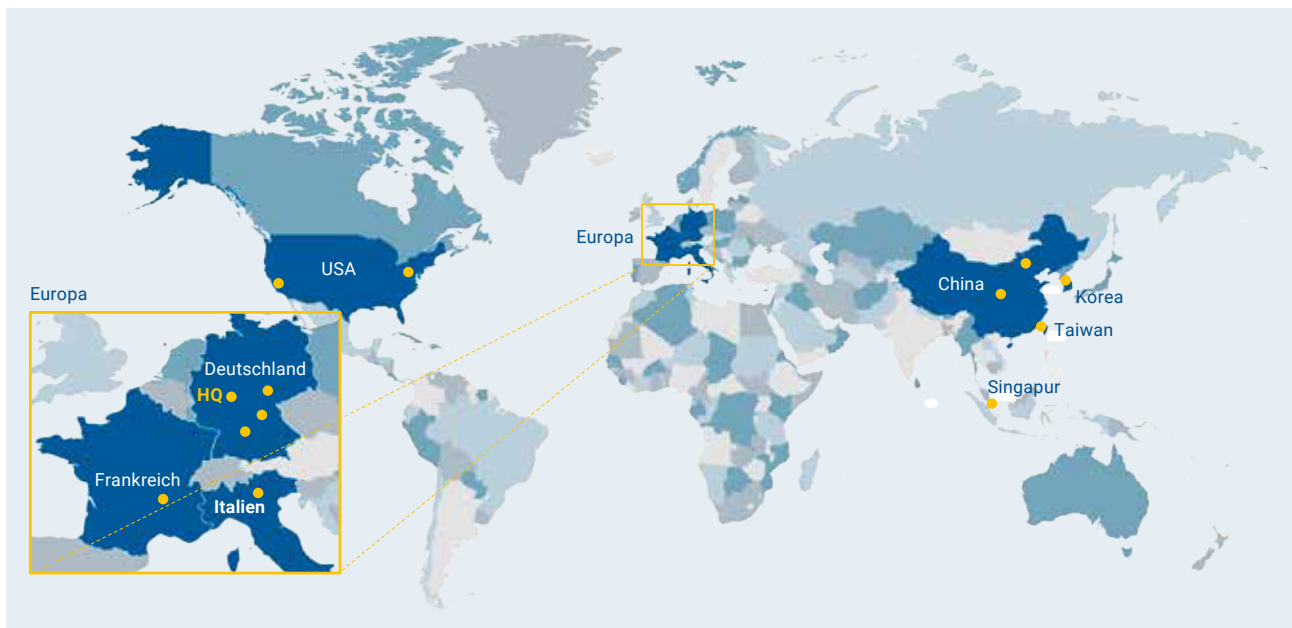 USA
Europa
China
Korea
Taiwan
Singapur
Europa
Deutschland
HQ
Frankreich
Italien